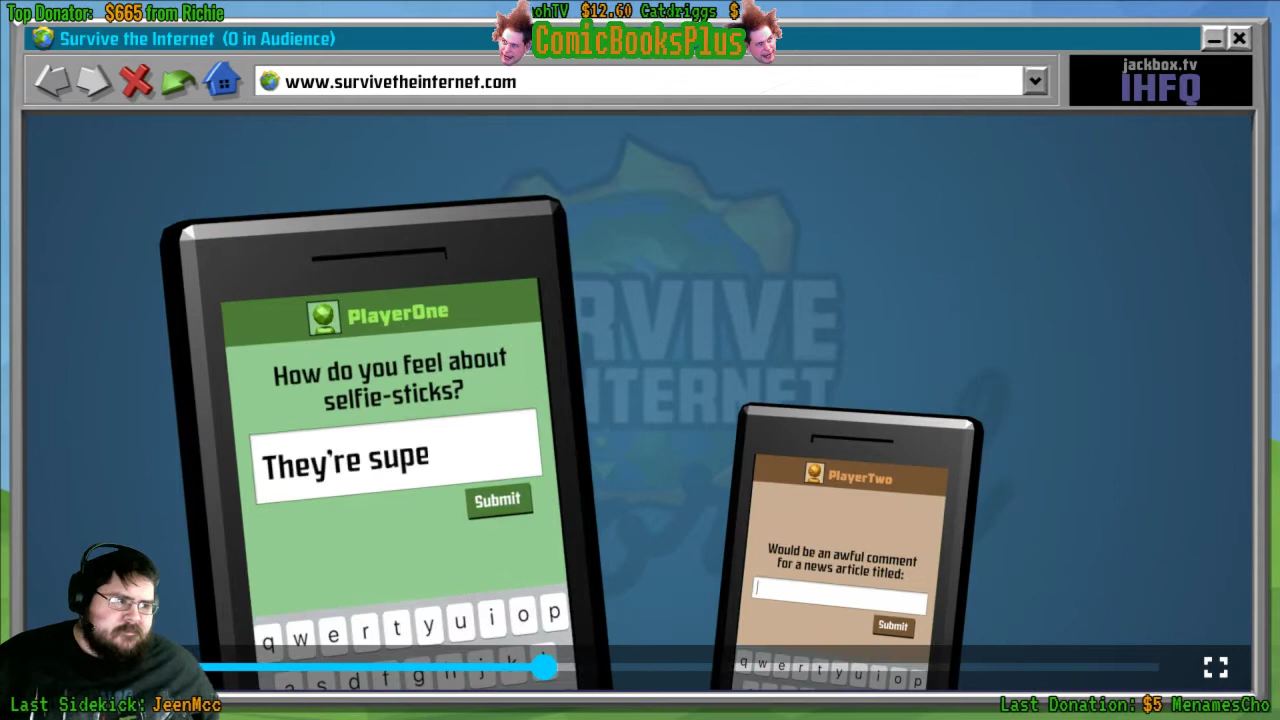 Top Donator: $665 from Richie
ohTV $12.60 Catdriggs $
ComicBooksPlus
Survive the Internet (0 in Audience)
www.survivetheinternet.com
jackbox.tv
IHFQ
RVIVE
INTERNET
PlayerOne
How do you feel about
selfie-sticks?
They're supe
Submit
q w e r t y u i o p
a s d f g h j k
PlayerTwo
Would be an awful comment
for a news article titled:
Submit
q w e r t y u i o p
Last Sidekick: JeenMcc
Last Donation: $5 MenamesCho